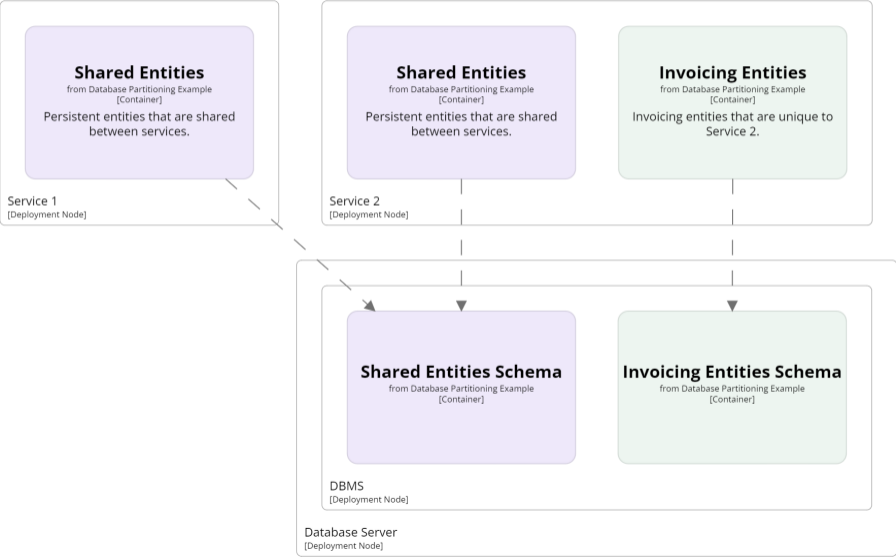 Shared Entities
from Database Partitioning Example
[Container]
Persistent entities that are shared
between services.
Service 1
[Deployment Node]
Shared Entities
from Database Partitioning Example
[Container]
Persistent entities that are shared
between services.
Invoicing Entities
from Database Partitioning Example
[Container]
Invoicing entities that are unique to
Service 2.
Service 2
[Deployment Node]
Shared Entities Schema
from Database Partitioning Example
[Container]
Invoicing Entities Schema
from Database Partitioning Example
[Container]
DBMS
[Deployment Node]
Database Server
[Deployment Node]